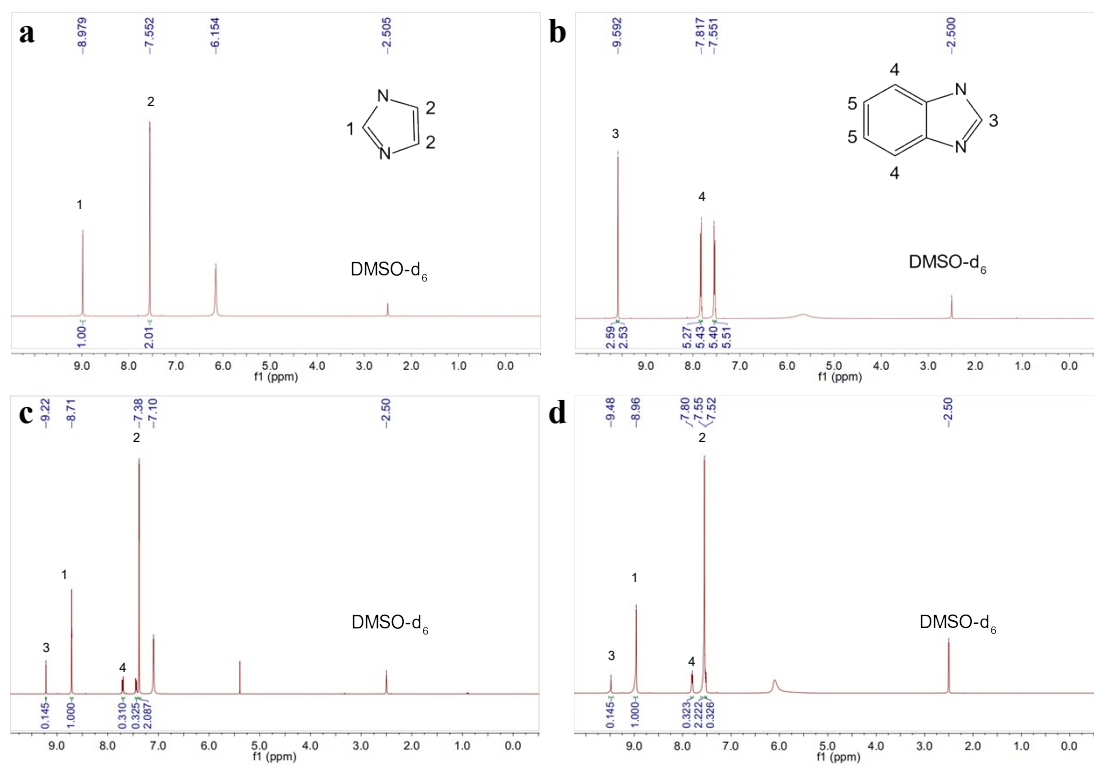 a
−8.979
−7.552
−6.154
−2.505
2
1
N
N
1
2
2
DMSO-d6
1.00
2.01
9.0 8.0 7.0 6.0 5.0 4.0 3.0 2.0 1.0 0.0
f1 (ppm)
b
−9.592
−7.817
−7.551
−2.500
3
4
4
5
5
4
N
N
3
DMSO-d6
2.59
2.53
5.27
5.43
5.40
5.51
9.0 8.0 7.0 6.0 5.0 4.0 3.0 2.0 1.0 0.0
f1 (ppm)
c
−9.22
−8.71
−7.38
−7.10
−2.50
2
1
3
4
DMSO-d6
0.145
1.000
0.310
0.325
2.087
9.0 8.0 7.0 6.0 5.0 4.0 3.0 2.0 1.0 0.0
f1 (ppm)
d
−9.48
−8.96
7.80
7.55
7.52
−2.50
2
1
3
4
DMSO-d6
0.145
1.000
0.323
2.222
0.326
9.0 8.0 7.0 6.0 5.0 4.0 3.0 2.0 1.0 0.0
f1 (ppm)